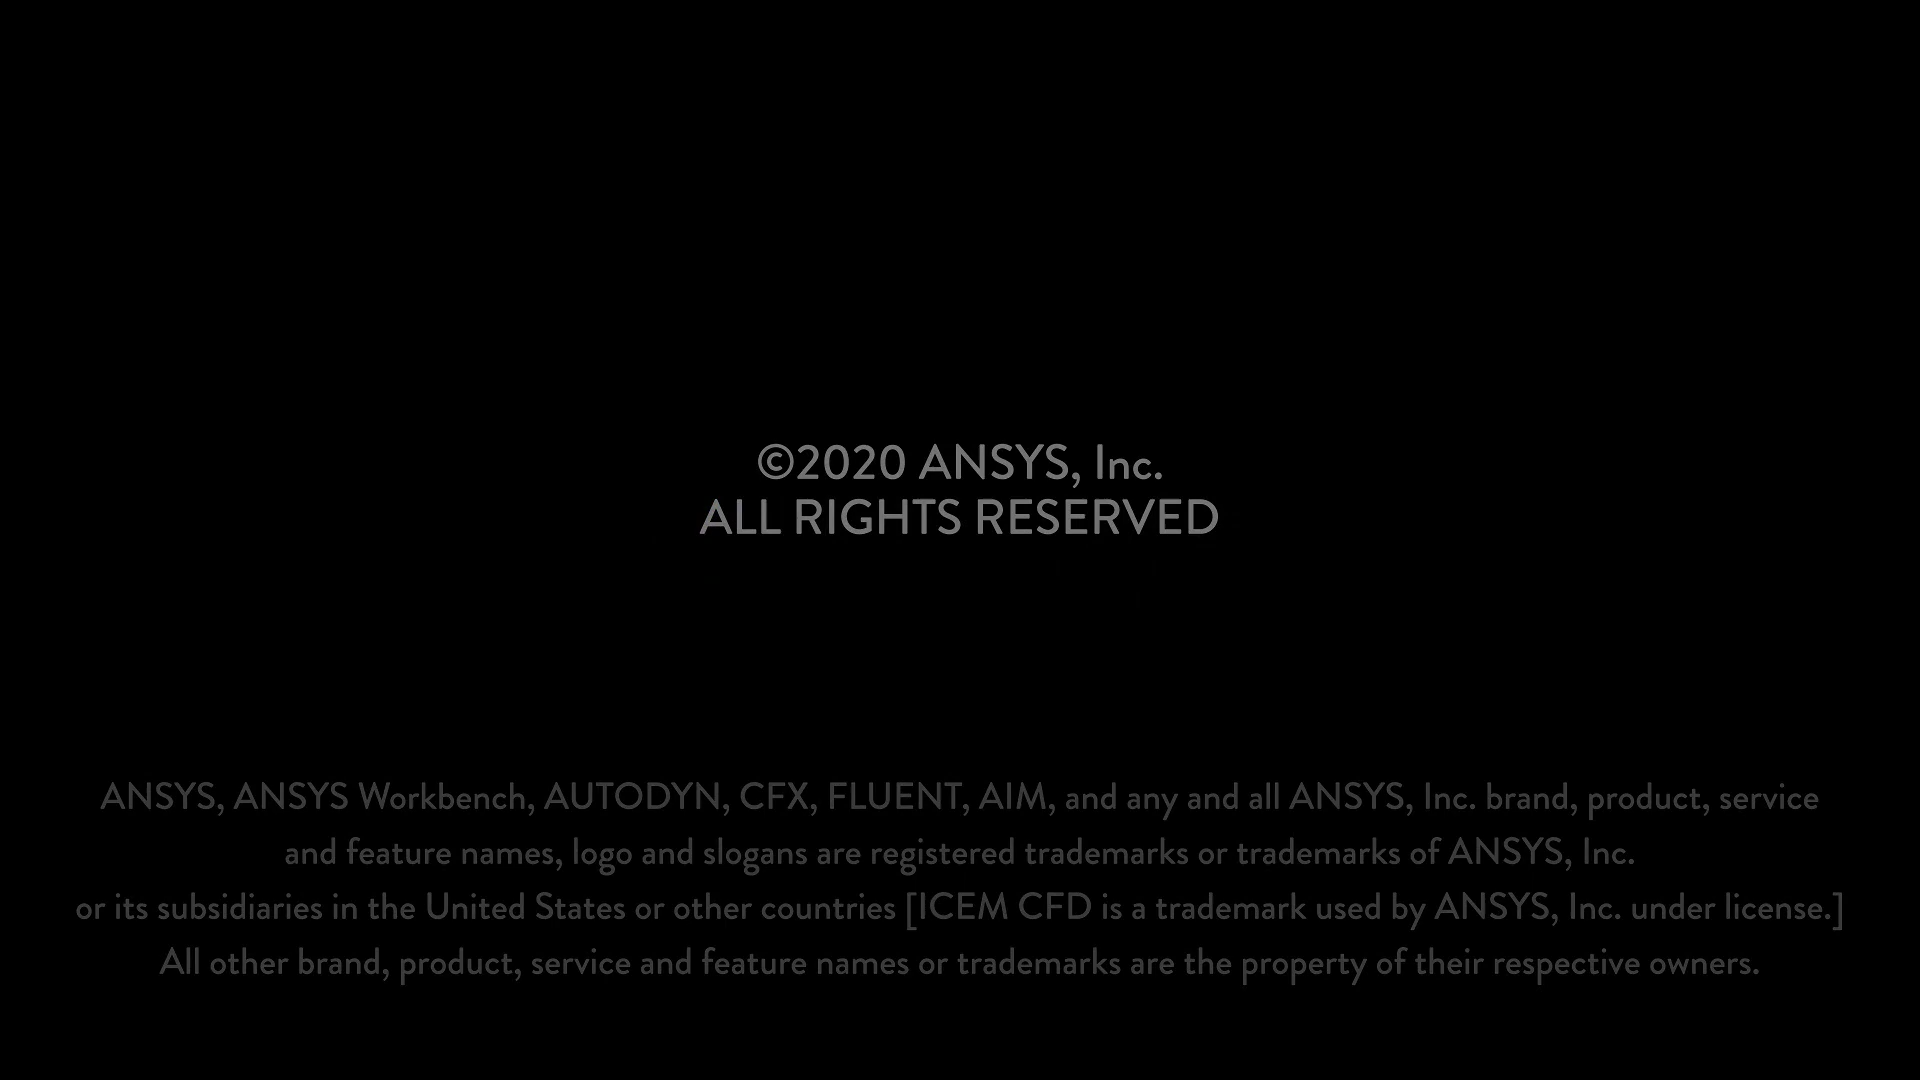 ©2020 ANSYS, Inc.
ALL RIGHTS RESERVED
ANSYS, ANSYS Workbench, AUTODYN, CFX, FLUENT, AIM, and any and all ANSYS, Inc. brand, product, service
and feature names, logo and slogans are registered trademarks or trademarks of ANSYS, Inc.
or its subsidiaries in the United States or other countries [ICEM CFD is a trademark used by ANSYS, Inc. under license.]
All other brand, product, service and feature names or trademarks are the property of their respective owners.